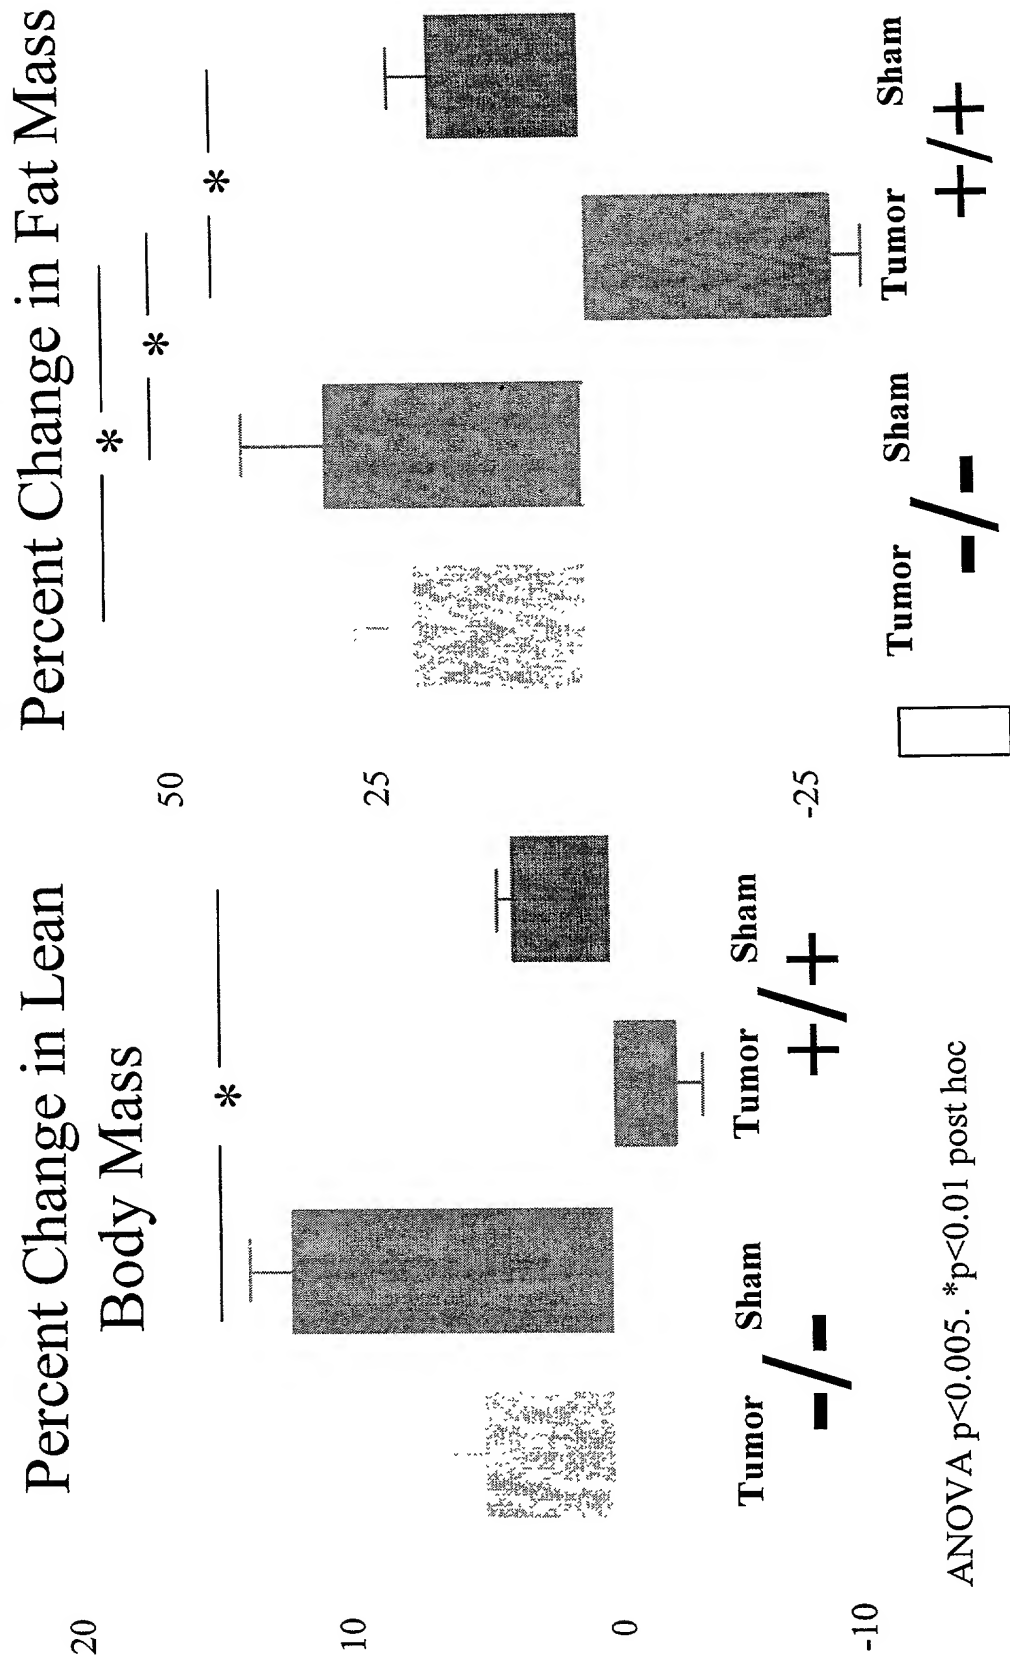 Percent Change in Lean
Body Mass
20
10
0
-10
*
Tumor Sham Tumor Sham
-/- +/+
Percent Change in Fat Mass
50
25
-25
*
*
*
Tumor Sham Tumor Sham
-/- +/+
ANOVA p<0.005. *p<0.01 post hoc